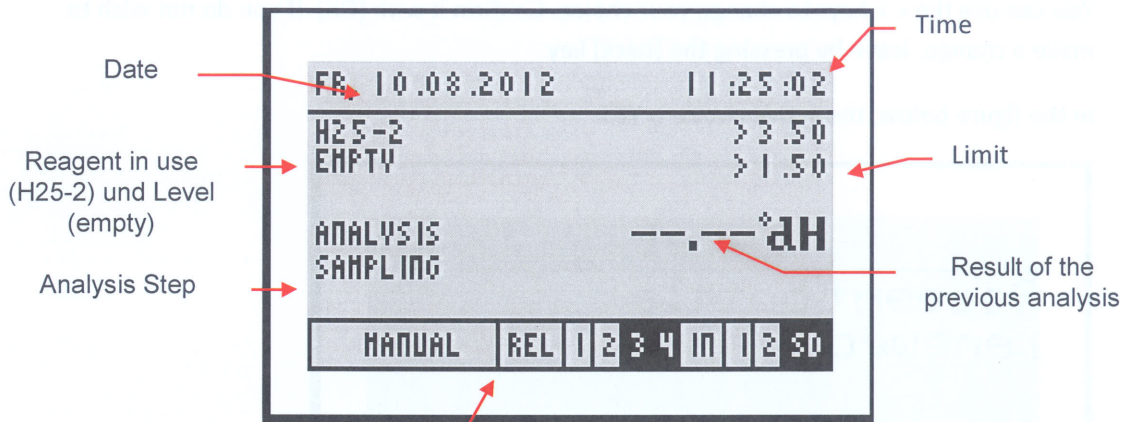 Time
Date
FR, 10.08.2012 11:25:02
H25-2 >3.50
EMPTY >1.50
Limit
Reagent in use
(H25-2) und Level
(empty)
ANALYSIS --.--°dH
SAMPLING
Analysis Step
Result of the
previous analysis
MANUAL REL 1 2 3 4 IN 1 2 SD